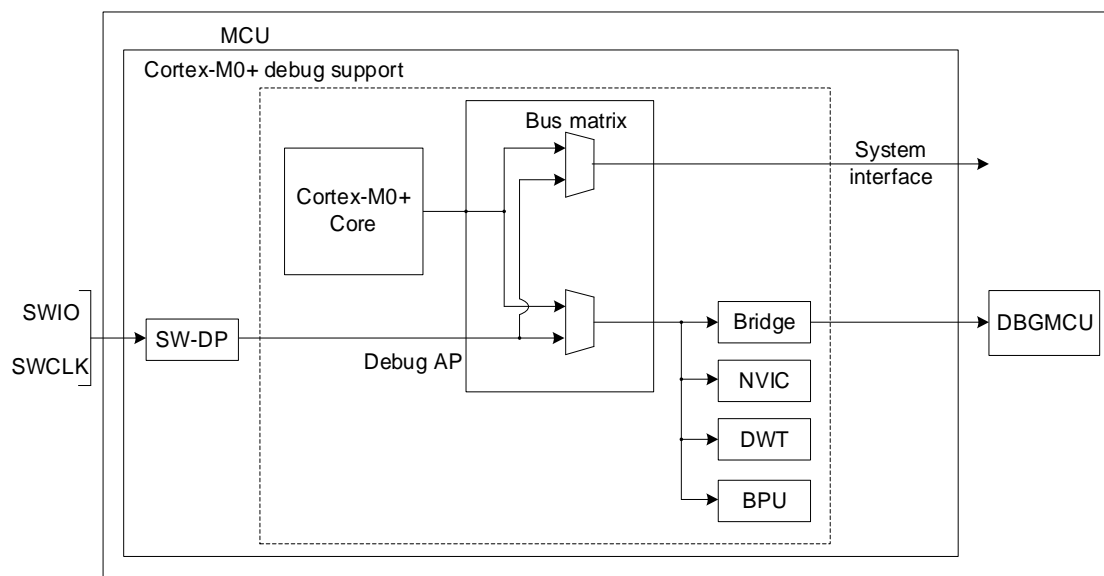 MCU
Cortex-M0+ debug support
Bus matrix
System
interface
Cortex-M0+
Core
SWIO
SWCLK
SW-DP
Debug AP
Bridge
DBGMCU
NVIC
DWT
BPU